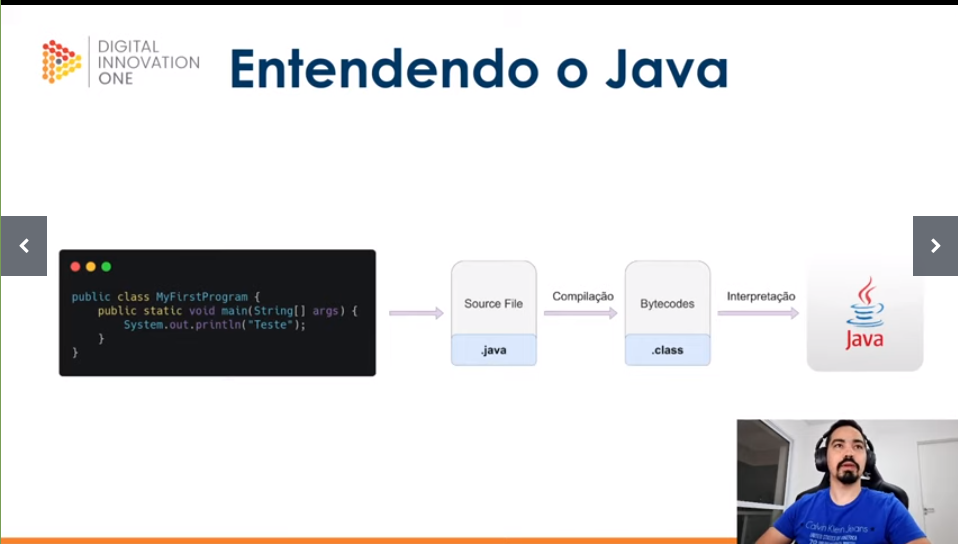 DIGITAL
INNOVATION
ONE
Entendendo o Java
public class MyFirstProgram {
public static void main(String[] args) {
System.out.println("Teste");
}
}
Source File
.java
Compilação
Bytecodes
.class
Interpretação
Java
Calvin Klein Jeans